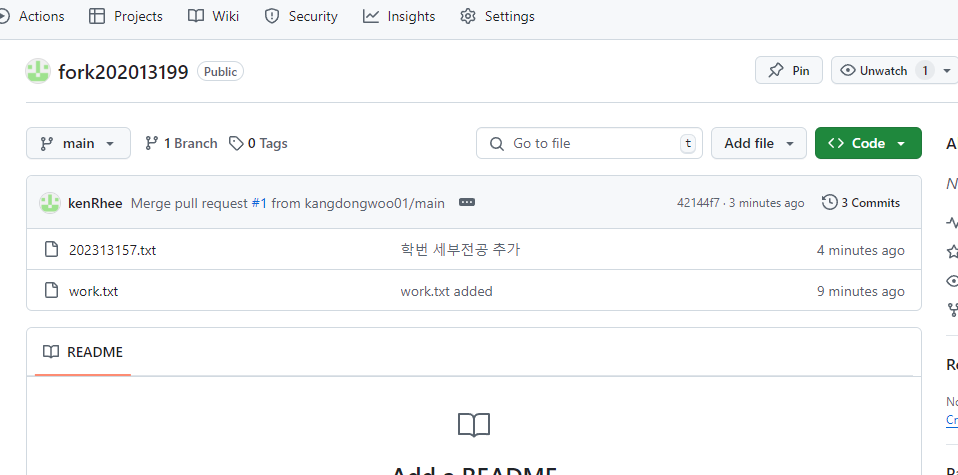 Actions Projects Wiki Security Insights Settings
fork202013199 Public Pin Unwatch 1
main 1 Branch 0 Tags Go to file t Add file Code
kenRhee Merge pull request #1 from kangdongwoo01/main 42144f7 · 3 minutes ago 3 Commits
202313157.txt 학번 세부전공 추가 4 minutes ago
work.txt work.txt added 9 minutes ago
README
Add a README